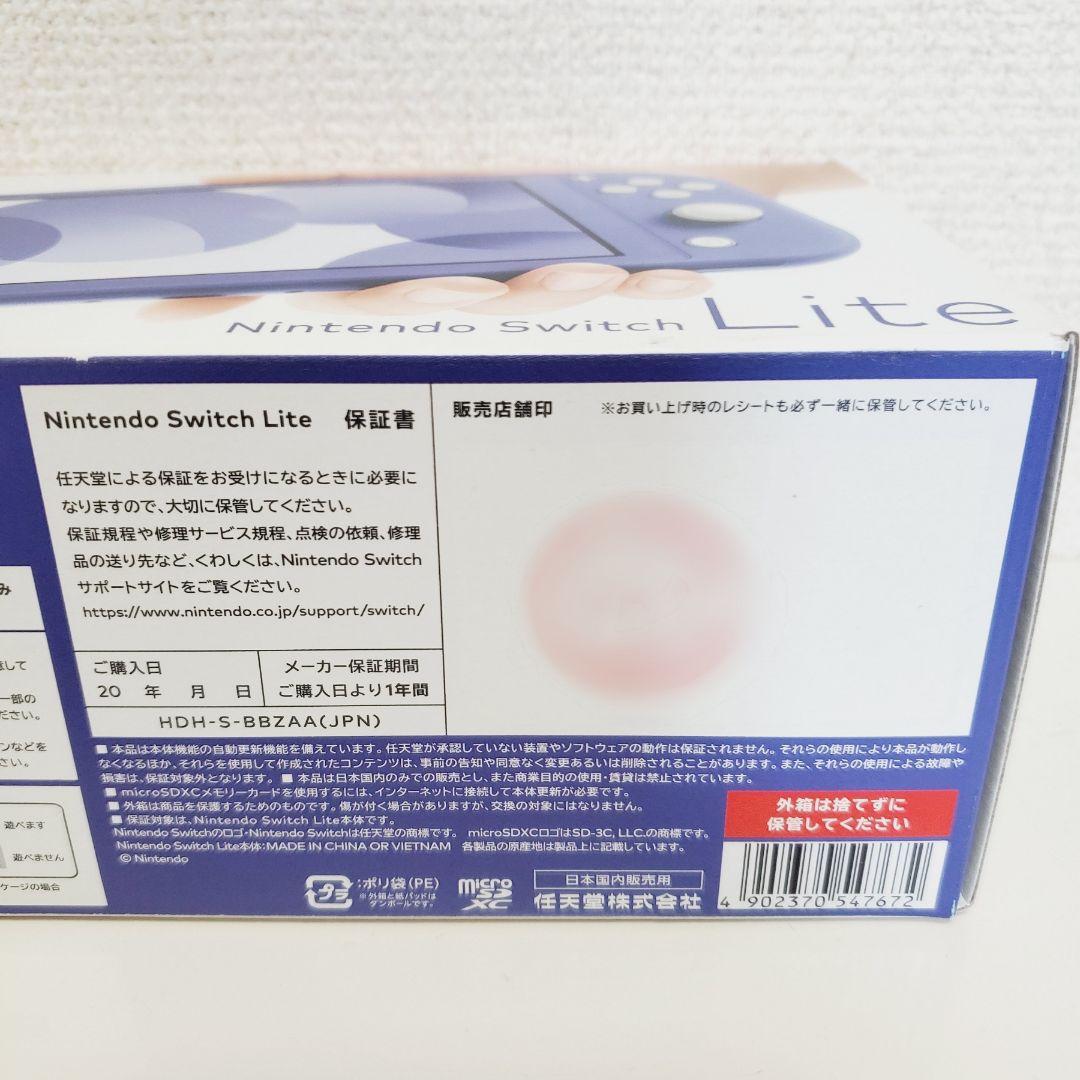 Nintendo Switch Lite
Nintendo Switch Lite 保証書
任天堂による保証をお受けになるときに必要に
なりますので、大切に保管してください。
保証規程や修理サービス規程、点検の依頼、修理
品の送り先など、くわしくは、Nintendo Switch
サポートサイトをご覧ください。
https://www.nintendo.co.jp/support/switch/
ご購入日
20 年 月 日
メーカー保証期間
ご購入日より1年間
HDH-S-BBZAA(JPN)
販売店舗印 ※お買い上げ時のレシートも必ず一緒に保管してください。
み
して
一部の
ださい。
ンなどを
さい。
遊べます
遊べません
ケージの場合
■ 本品は本体機能の自動更新機能を備えています。任天堂が承認していない装置やソフトウェアの動作は保証されません。それらの使用により本品が動作し
なくなるほか、それらを使用して作成されたコンテンツは、事前の告知や同意なく変更あるいは削除されることがあります。また、それらの使用による故障や
損害は、保証対象外となります。 ■ 本品は日本国内のみでの販売とし、また商業目的の使用・賃貸は禁止されています。
■ microSDXCメモリーカードを使用するには、インターネットに接続して本体更新が必要です。
■ 外箱は商品を保護するためのものです。傷が付く場合がありますが、交換の対象にはなりません。
■ 保証対象は、Nintendo Switch Lite本体です。
Nintendo Switchのロゴ・Nintendo Switchは任天堂の商標です。 microSDXCロゴはSD-3C, LLC.の商標です。
Nintendo Switch Lite本体:MADE IN CHINA OR VIETNAM 各製品の原産地は製品上に記載しています。
© Nintendo
外箱は捨てずに
保管してください
プラ
:ポリ袋(PE)
※外箱と紙パッドは
ダンボールです。
micro
SD
XC
日本国内販売用
任天堂株式会社
4 902370 547672